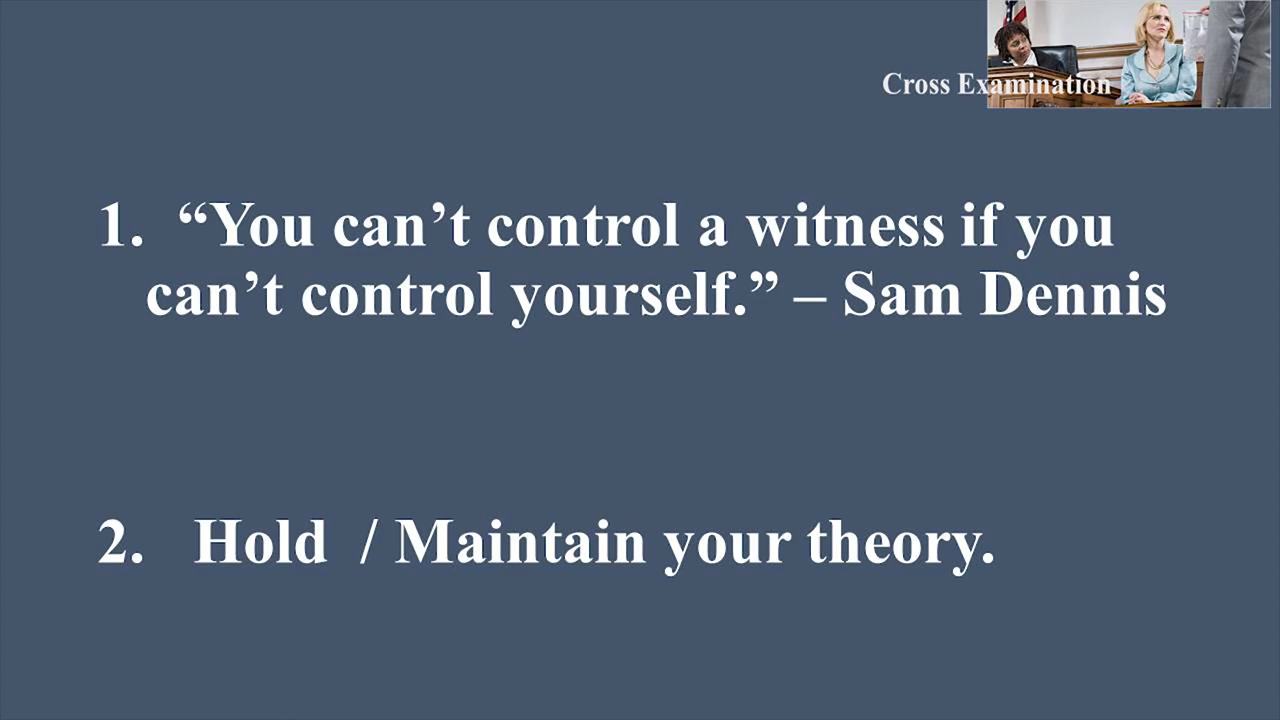 Cross Examination
1. “You can’t control a witness if you
can’t control yourself.” – Sam Dennis
2. Hold / Maintain your theory.